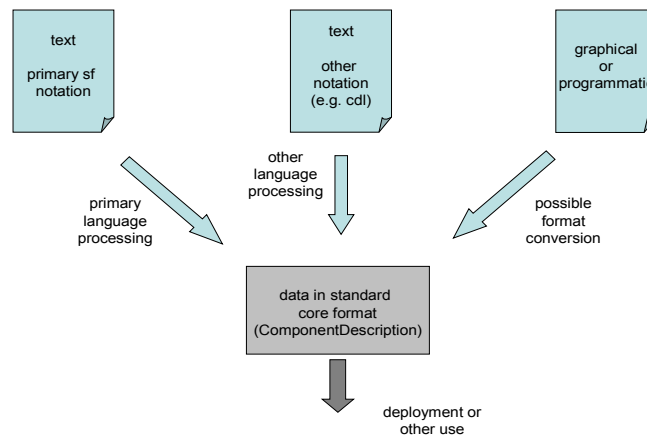 text
primary sf
notation
text
other
notation
(e.g. cdl)
graphical
or
programmatic
primary
language
processing
other
language
processing
possible
format
conversion
data in standard
core format
(ComponentDescription)
deployment or
other use